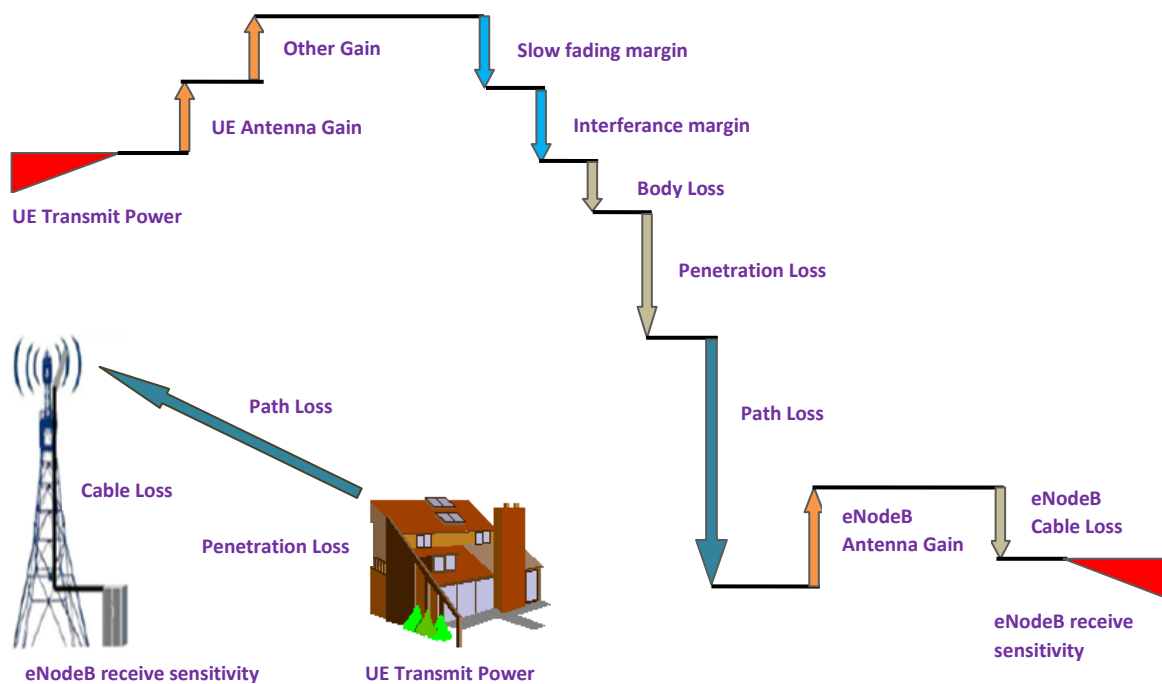 Other Gain
Slow fading margin
UE Antenna Gain
Interferance margin
UE Transmit Power
Body Loss
Penetration Loss
Path Loss
Path Loss
Cable Loss
Penetration Loss
eNodeB
Antenna Gain
eNodeB
Cable Loss
eNodeB receive
sensitivity
eNodeB receive sensitivity
UE Transmit Power